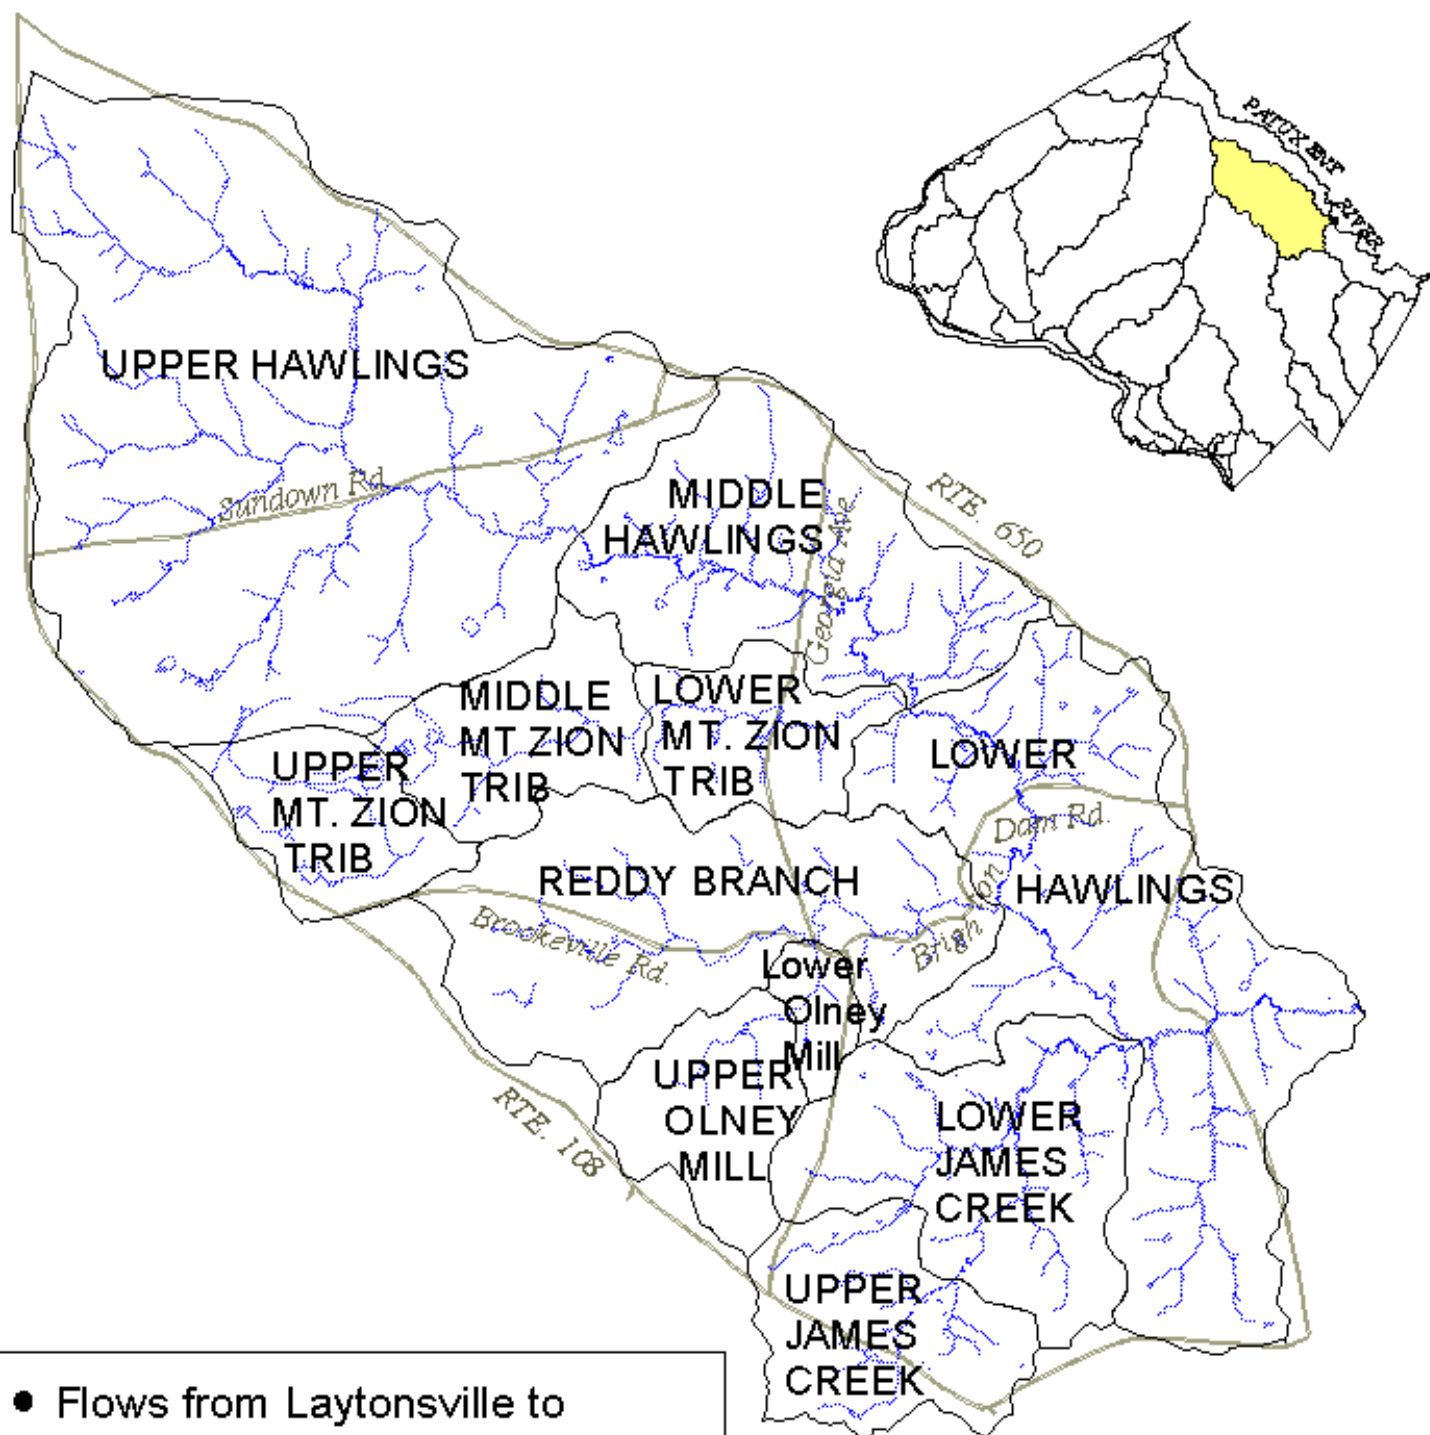 PATUXENT
RIVER
UPPER HAWLINGS
Sundown Rd.
MIDDLE
HAWLINGS
Georgia Ave
RTE. 650
MIDDLE
MT ZION
TRIB
LOWER
MT. ZION
TRIB
LOWER
HAWLINGS
UPPER
MT. ZION
TRIB
Dam Rd.
Brighton
REDDY BRANCH
Brookeville Rd.
Lower
Olney
Mill
UPPER
OLNEY
MILL
RTE. 108
LOWER
JAMES
CREEK
UPPER
JAMES
CREEK
● Flows from Laytonsville to